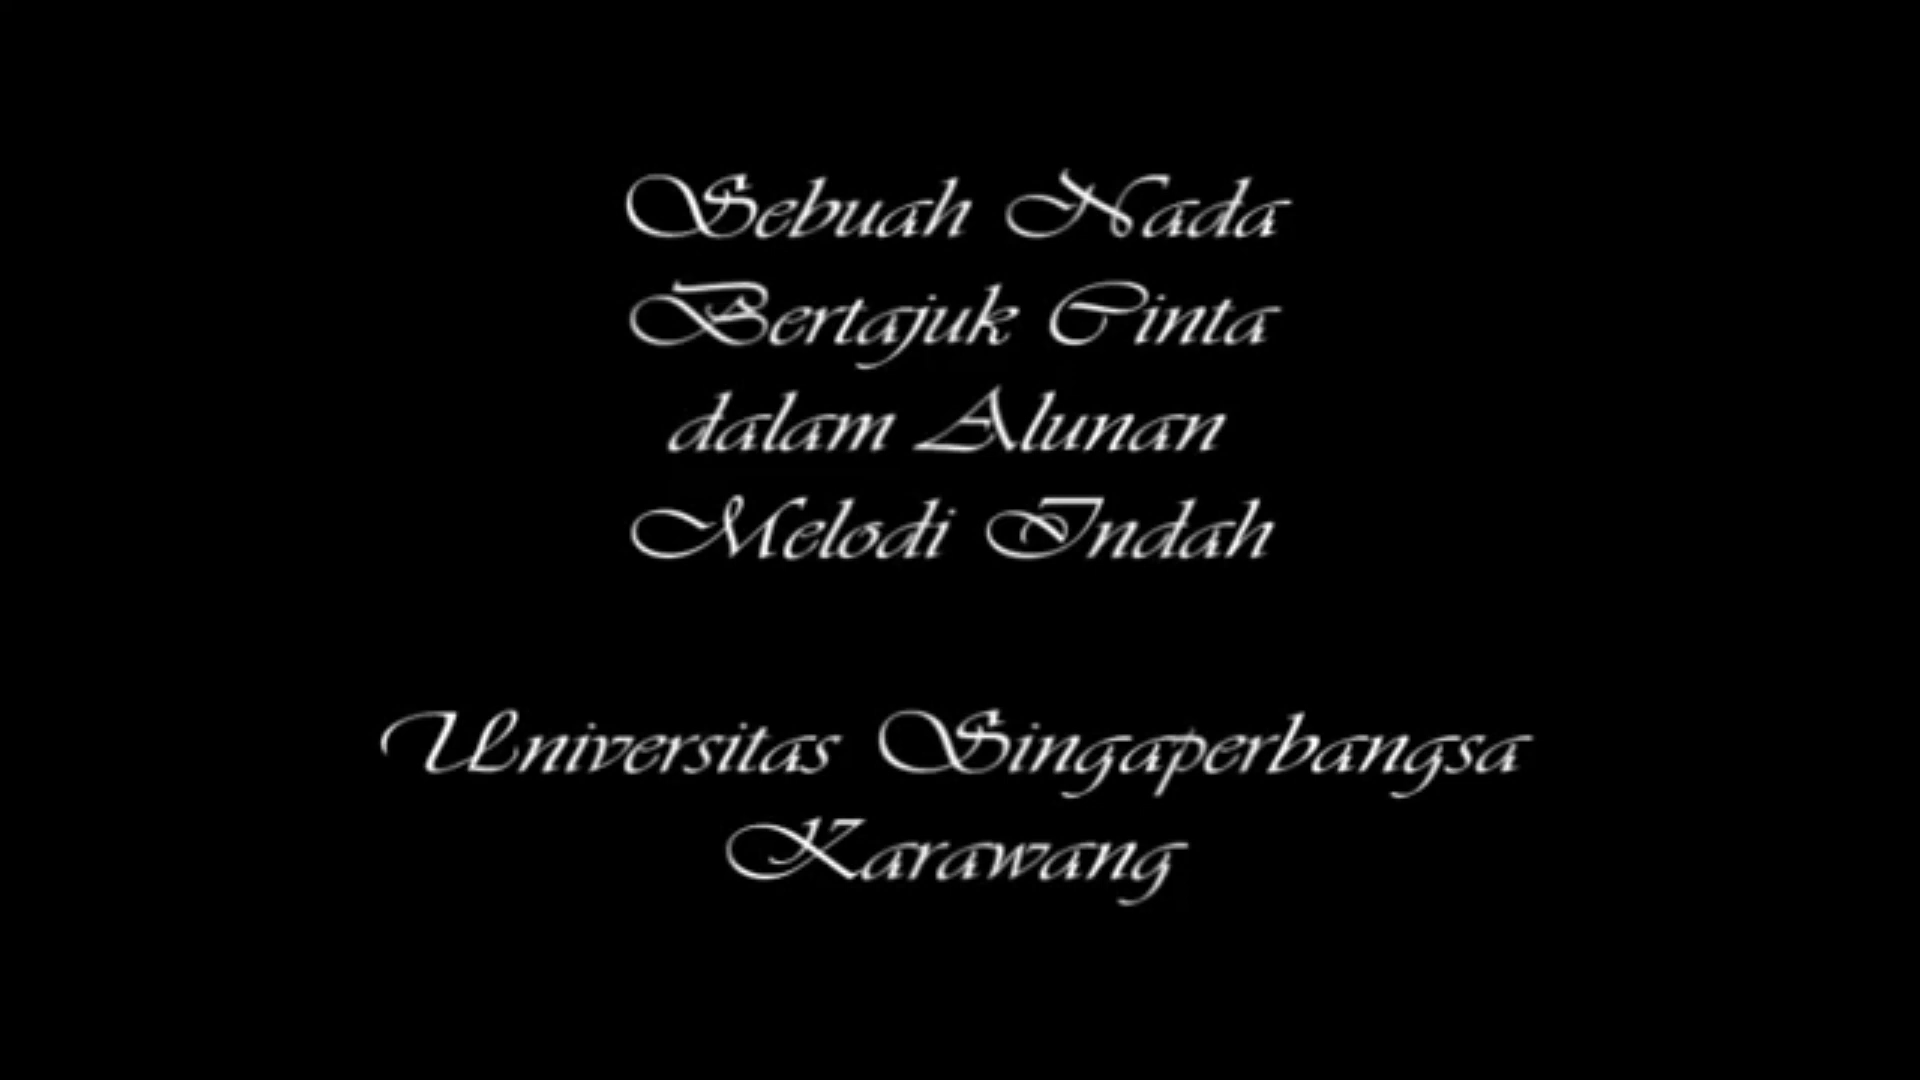 Sebuah Nada
Bertajuk Cinta
dalam Alunan
Melodi Indah
Universitas Singaperbangsa
Karawang